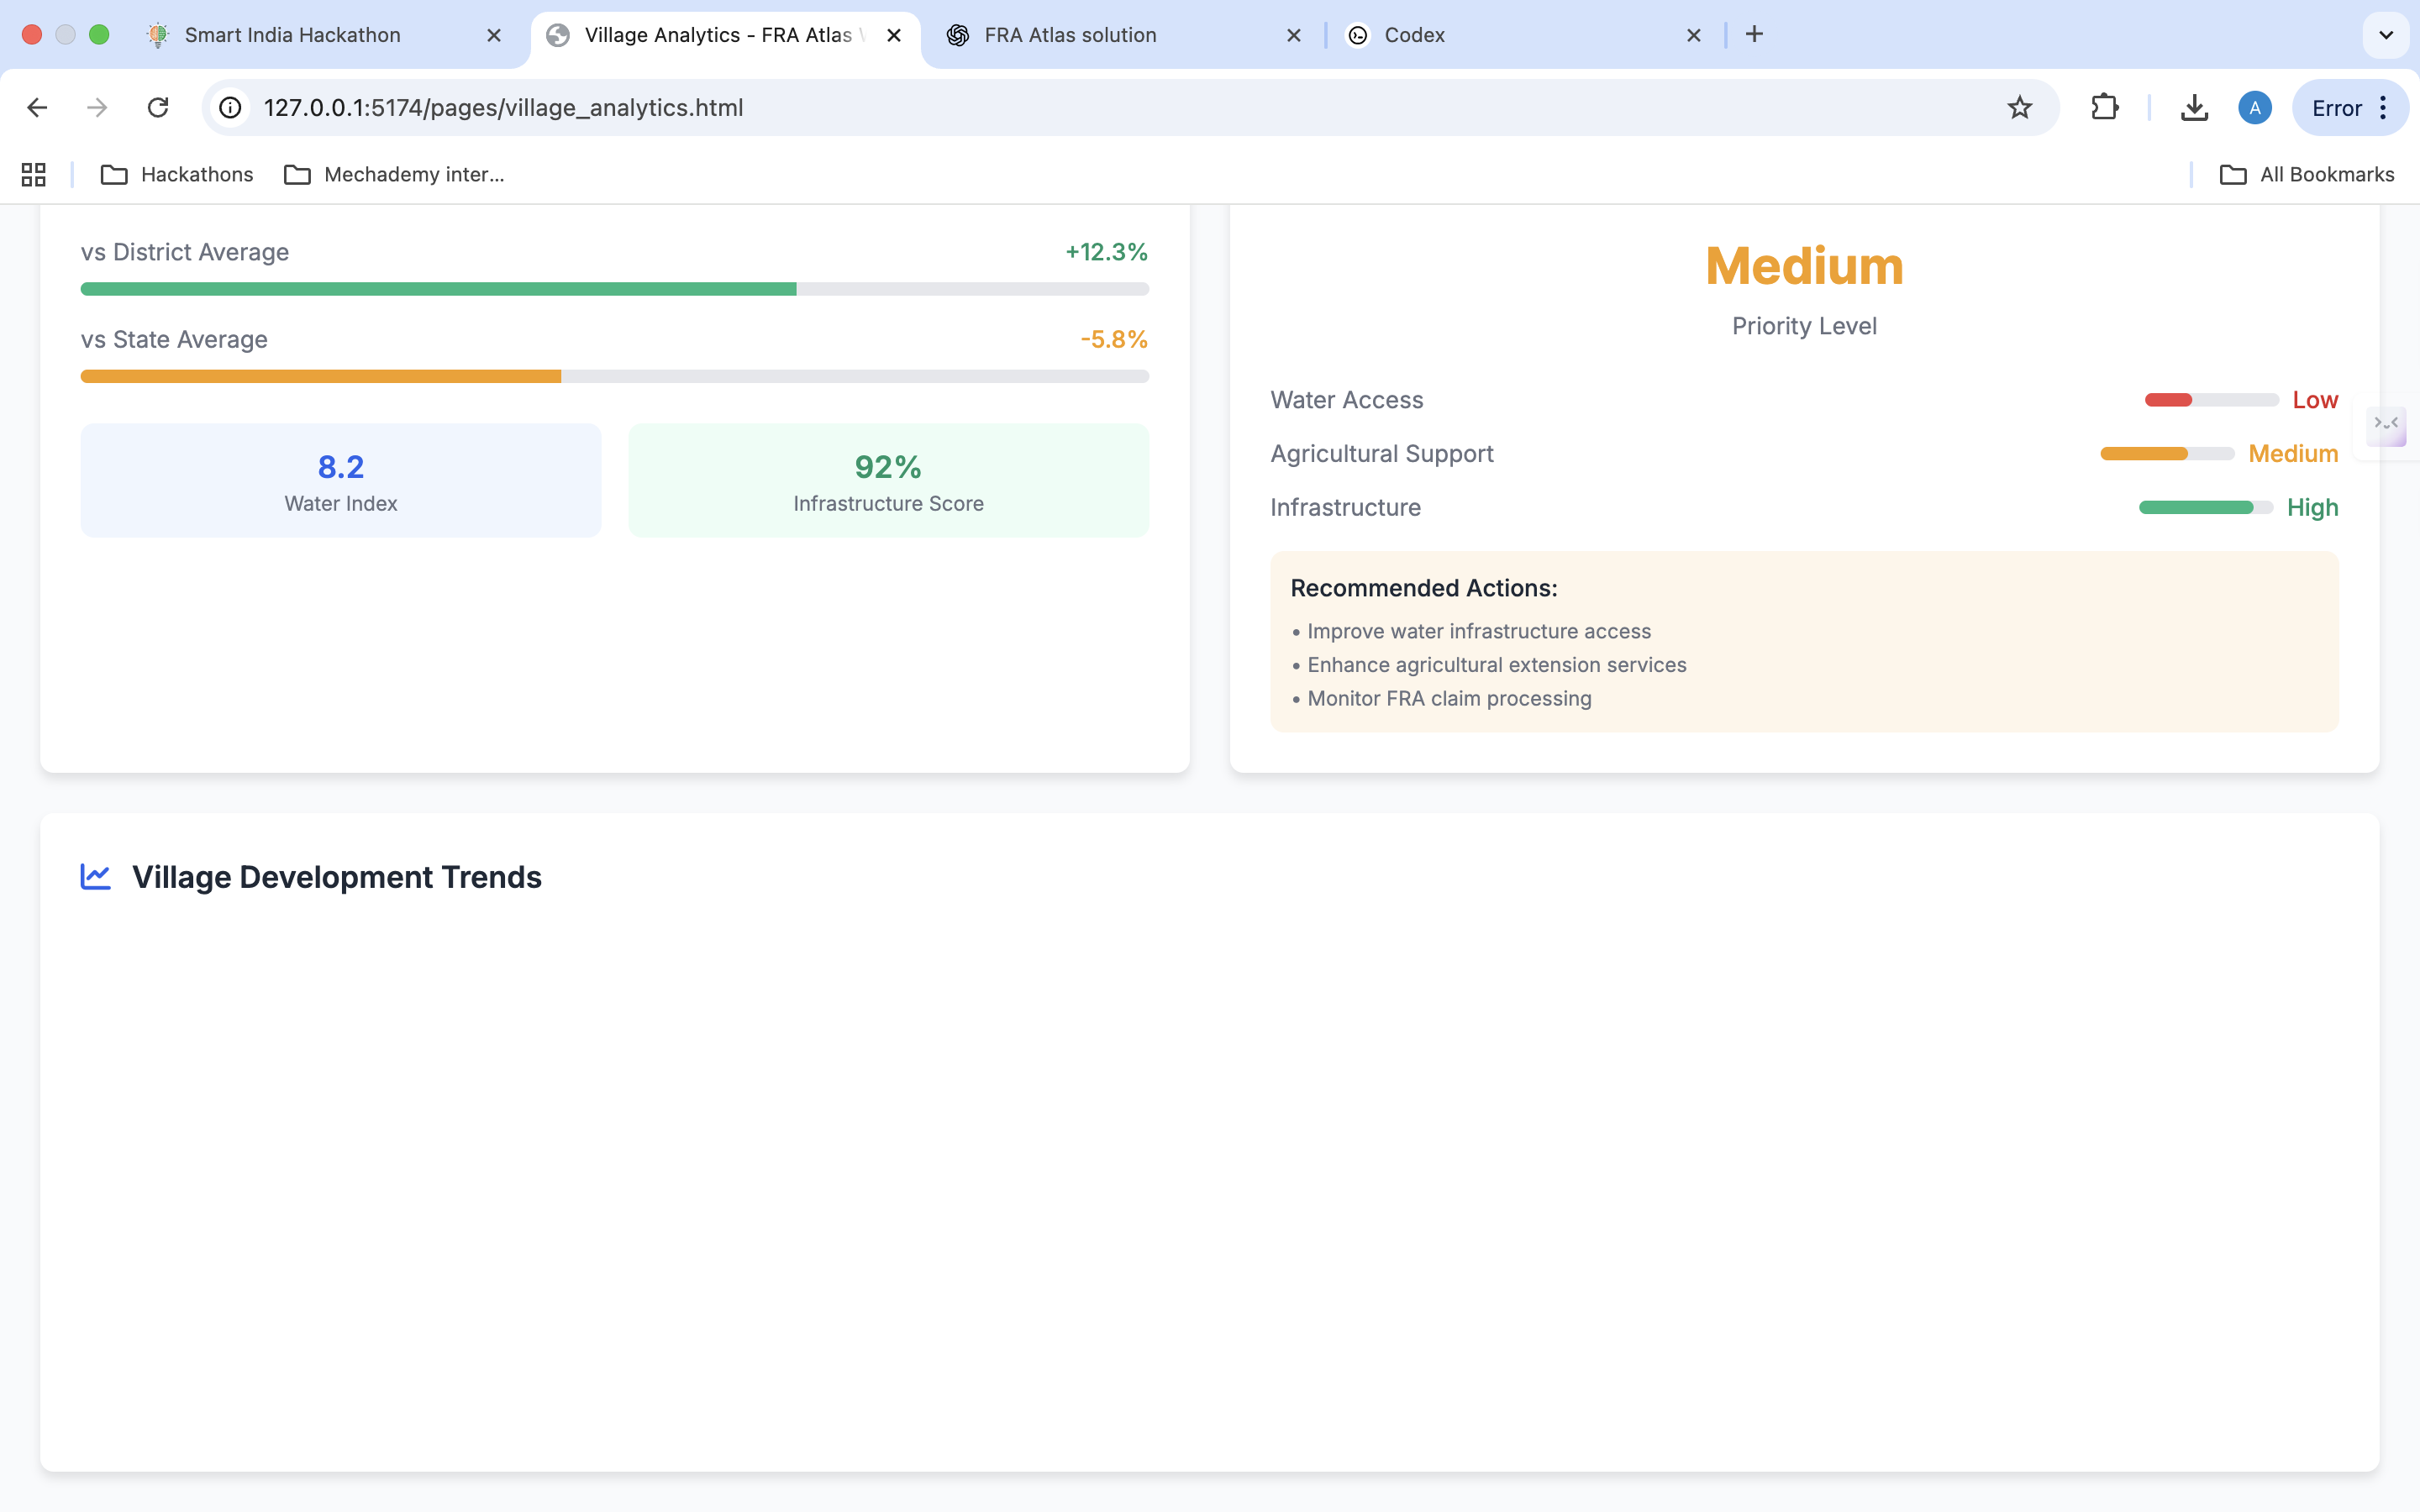 Smart India Hackathon
Village Analytics - FRA Atlas
FRA Atlas solution
Codex
127.0.0.1:5174/pages/village_analytics.html
A
Error
Hackathons
Mechademy inter...
All Bookmarks
vs District Average
+12.3%
vs State Average
-5.8%
8.2
Water Index
92%
Infrastructure Score
Medium
Priority Level
Water Access
Low
Agricultural Support
Medium
Infrastructure
High
Recommended Actions:
• Improve water infrastructure access
• Enhance agricultural extension services
• Monitor FRA claim processing
Village Development Trends